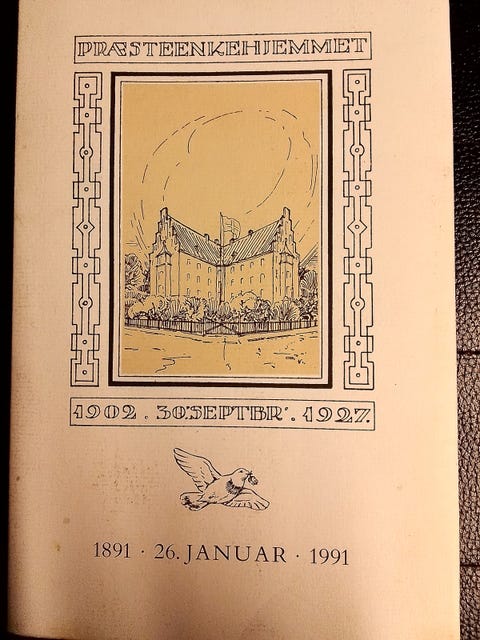 PRÆSTEENKEHJEMMET
1902 . 30. SEPTBR. . 1927.
1891 · 26. JANUAR · 1991